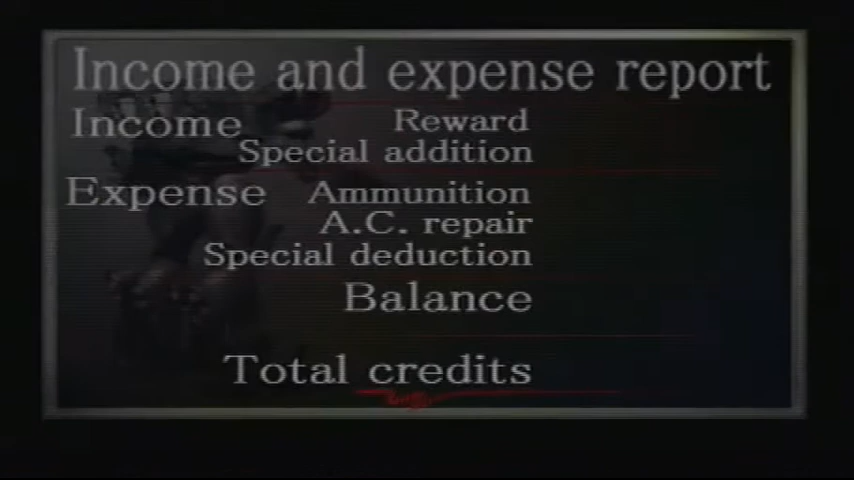 Income and expense report
Income Reward
Special addition
Expense Ammunition
A.C. repair
Special deduction
Balance
Total credits